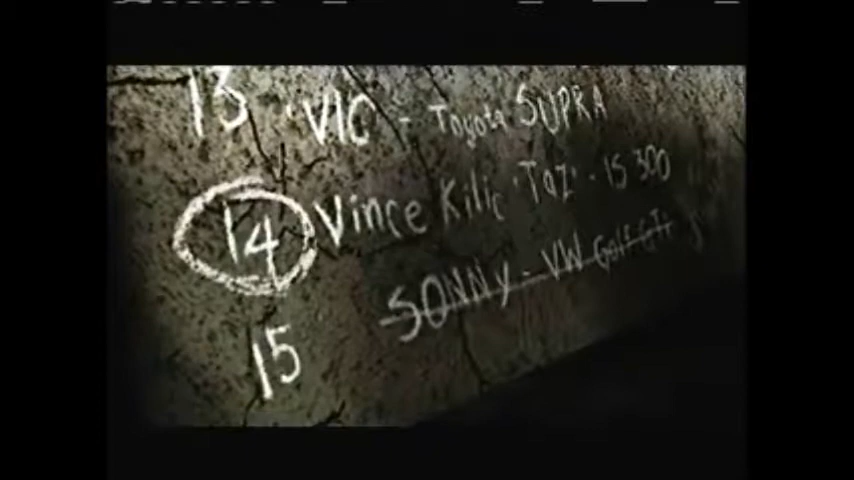 13 'VIC - Toyota SUPRA
14 Vince Kilic 'TaZ' - IS 300
15 SONNY - VW Golf GTi